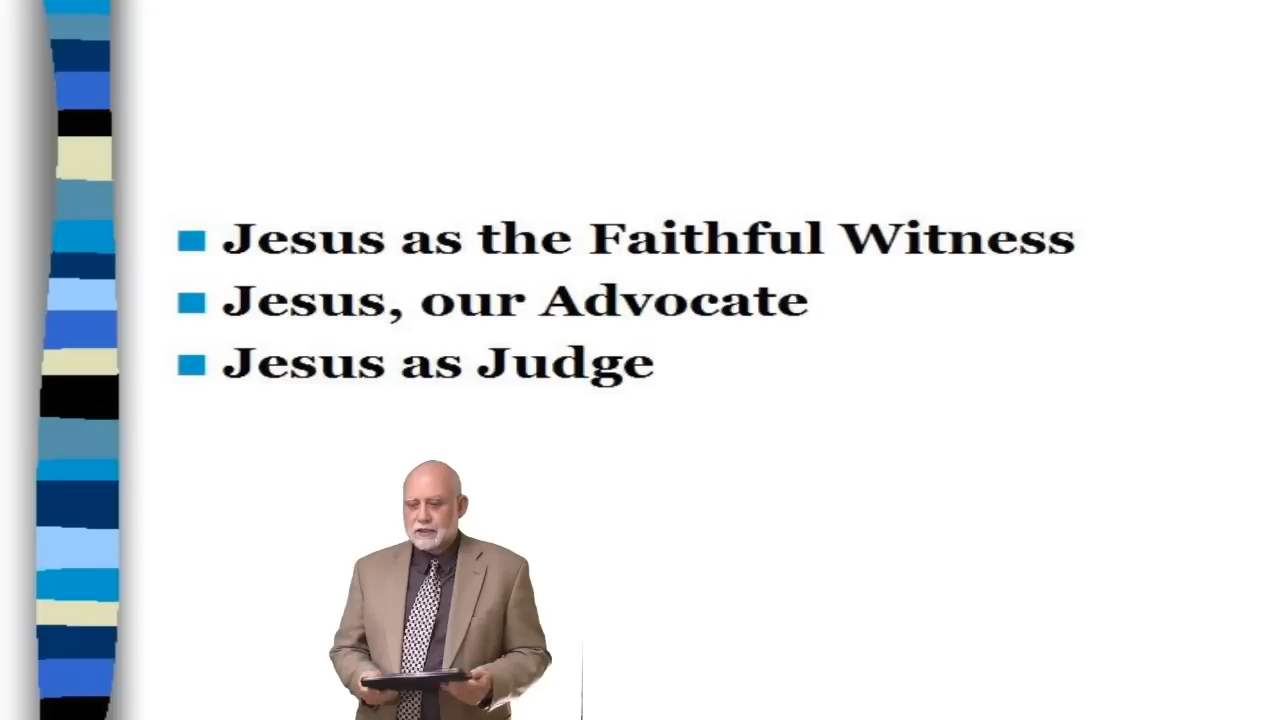 Jesus as the Faithful Witness
Jesus, our Advocate
Jesus as Judge